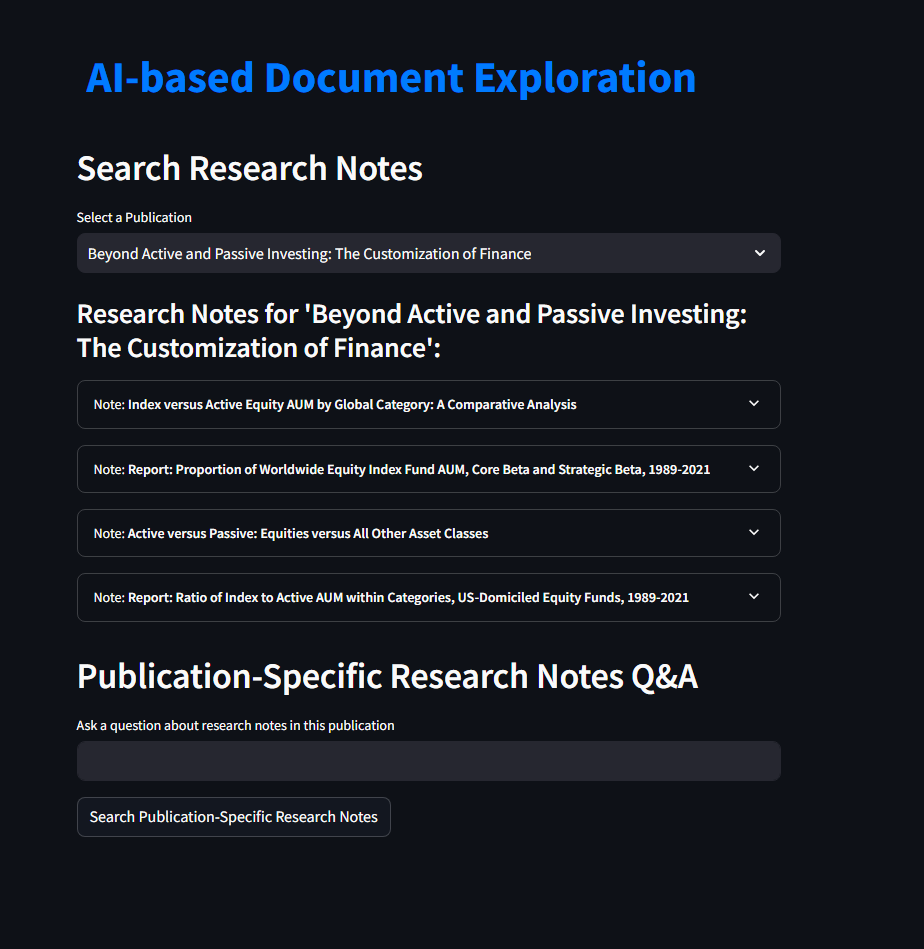 AI-based Document Exploration
Search Research Notes
Select a Publication
Beyond Active and Passive Investing: The Customization of Finance
Research Notes for 'Beyond Active and Passive Investing:
The Customization of Finance':
Note: Index versus Active Equity AUM by Global Category: A Comparative Analysis
Note: Report: Proportion of Worldwide Equity Index Fund AUM, Core Beta and Strategic Beta, 1989-2021
Note: Active versus Passive: Equities versus All Other Asset Classes
Note: Report: Ratio of Index to Active AUM within Categories, US-Domiciled Equity Funds, 1989-2021
Publication-Specific Research Notes Q&A
Ask a question about research notes in this publication
Search Publication-Specific Research Notes